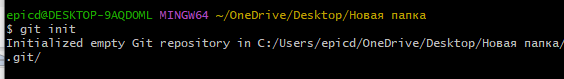 epicd@DESKTOP-9AQDOML MINGW64 ~/OneDrive/Desktop/Новая папка
$ git init
Initialized empty Git repository in C:/Users/epicd/OneDrive/Desktop/Новая папка/
.git/